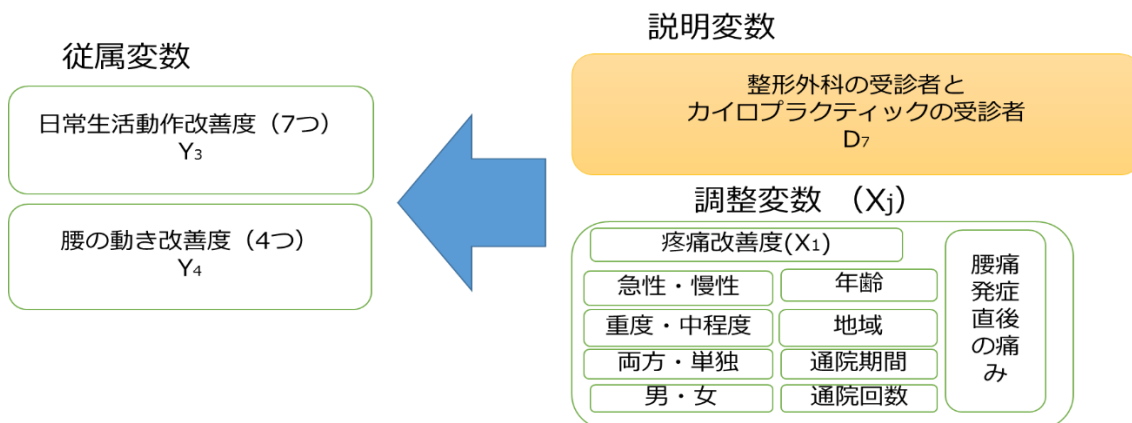 従属変数
日常生活動作改善度（7つ）
Y₃
腰の動き改善度（4つ）
Y₄
説明変数
整形外科の受診者と
カイロプラクティックの受診者
D₇
調整変数 （Xj）
疼痛改善度(X₁)
急性・慢性
年齢
重度・中程度
地域
両方・単独
通院期間
男・女
通院回数
腰痛
発症
直後
の痛
み